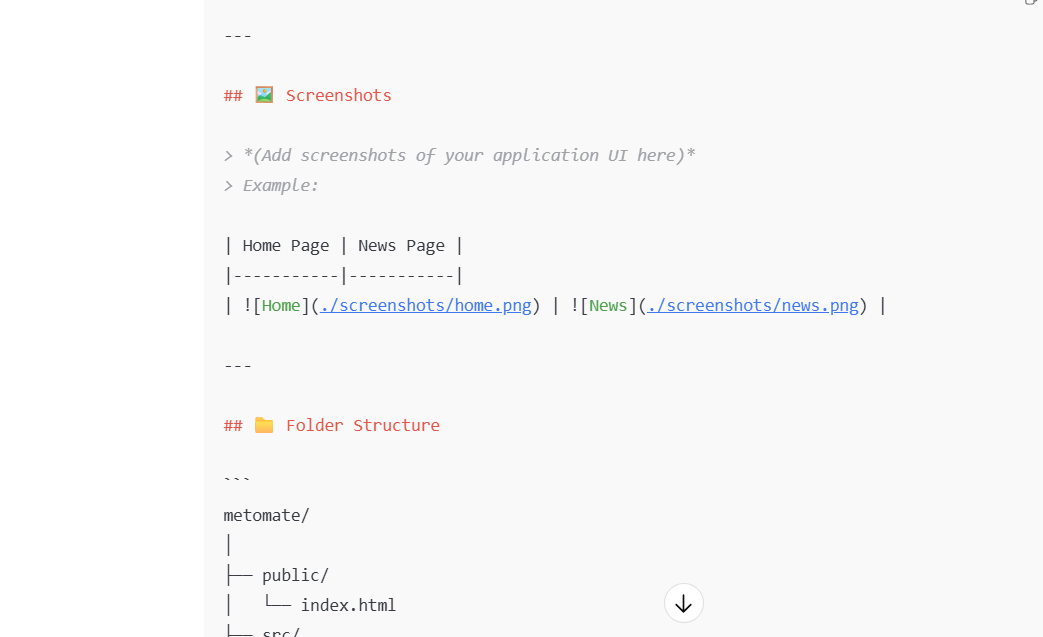 ---
## 🖼️ Screenshots
> *(Add screenshots of your application UI here)*
> Example:
| Home Page | News Page |
|-----------|-----------|
| ![Home](./screenshots/home.png) | ![News](./screenshots/news.png) |
---
## 📁 Folder Structure
```
metomate/
│
├── public/
│   └── index.html
├── src/